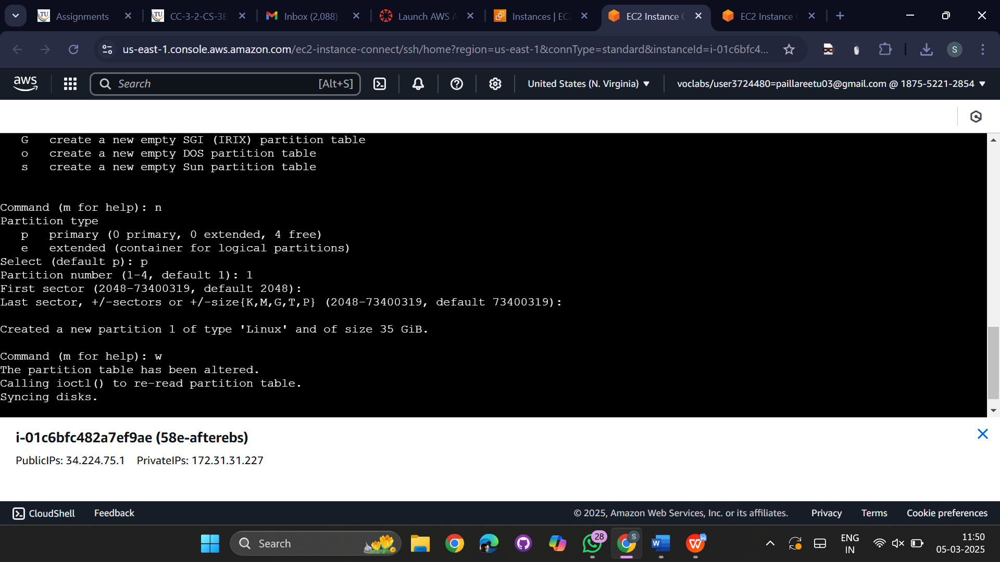 Assignments
CC-3-2-CS-3E
Inbox (2,088) -
Launch AWS A
Instances | EC2
EC2 Instance C
EC2 Instance C
us-east-1.console.aws.amazon.com/ec2-instance-connect/ssh/home?region=us-east-1&connType=standard&instanceId=i-01c6bfc4...
S
aws
Search
[Alt+S]
United States (N. Virginia)
voclabs/user3724480=paillareetu03@gmail.com @ 1875-5221-2854
G   create a new empty SGI (IRIX) partition table
o   create a new empty DOS partition table
s   create a new empty Sun partition table
Command (m for help): n
Partition type
p   primary (0 primary, 0 extended, 4 free)
e   extended (container for logical partitions)
Select (default p): p
Partition number (1-4, default 1): 1
First sector (2048-73400319, default 2048):
Last sector, +/-sectors or +/-size{K,M,G,T,P} (2048-73400319, default 73400319):
Created a new partition 1 of type 'Linux' and of size 35 GiB.
Command (m for help): w
The partition table has been altered.
Calling ioctl() to re-read partition table.
Syncing disks.
i-01c6bfc482a7ef9ae (58e-afterebs)
PublicIPs: 34.224.75.1   PrivateIPs: 172.31.31.227
CloudShell
Feedback
© 2025, Amazon Web Services, Inc. or its affiliates.
Privacy
Terms
Cookie preferences
Search
28
S
ENG
IN
11:50
05-03-2025